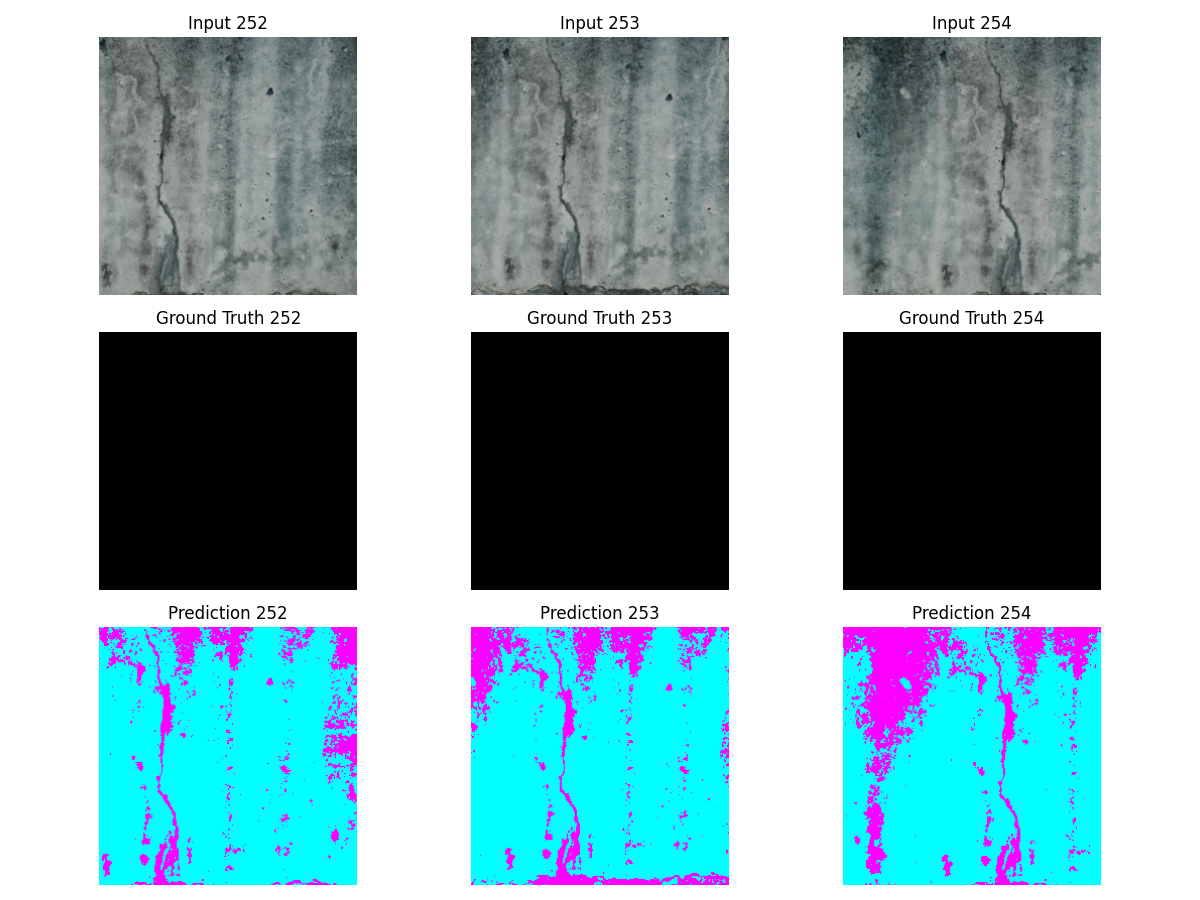 Input 252
Input 253
Input 254
Ground Truth 252
Ground Truth 253
Ground Truth 254
Prediction 252
Prediction 253
Prediction 254